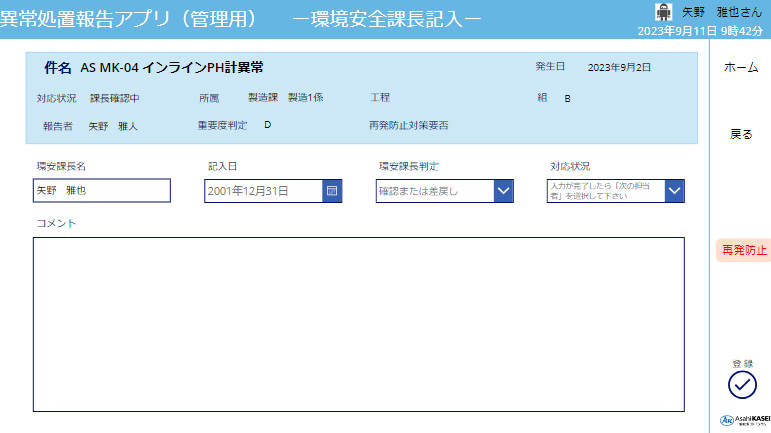 異常処置報告アプリ（管理用）　－環境安全課長記入－
矢野　雅也さん
2023年9月11日 9時42分
件名 AS MK-04 インラインPH計異常
発生日 2023年9月2日
対応状況 課長確認中 所属 製造課 製造1係 工程 組 B
報告者 矢野 雅人 重要度判定 D 再発防止対策要否
ホーム
戻る
環安課長名 記入日 環安課長判定 対応状況
矢野 雅也 2001年12月31日 確認または差戻し 入力が完了したら「次の担当
者」を選択して下さい
コメント
再発防止
登録
AsahiKASEI